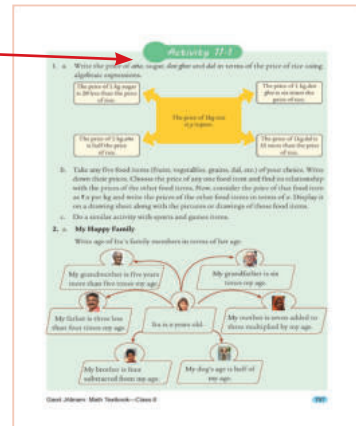 Activity 11-1
1. a. Write the price of atta, sugar, dar ghee and dal in terms of the price of rice using
algebraic expressions.
The price of 1 kg sugar
is 20 less than the price
of rice.
The price of 1 kg dar
ghee is six times the
price of rice.
The price of 1kg rice
is p rupees.
The price of 1 kg atta
is half the price
of rice.
The price of 1kg dal is
55 more than the price
of rice.
b. Take any five food items (fruits, vegetables, grains, dal, etc.) of your choice. Write
down their prices. Choose the price of any one food item and find its relationship
with the prices of the other food items. Now, consider the price of that food item
as ₹ x per kg and write the prices of the other food items in terms of x. Display it
on a drawing sheet along with the pictures or drawings of these food items.
c. Do a similar activity with sports and games items.
2. a. My Happy Family
Write age of Ira's family members in terms of her age.
My grandmother is five years
more than five times my age.
My grandfather is six
times my age.
My father is three less
than four times my age.
Ira is x years old.
My mother is seven added to
three multiplied by my age.
My brother is four
subtracted from my age.
My dog's age is half of
my age.
Math Textbook—Class 6